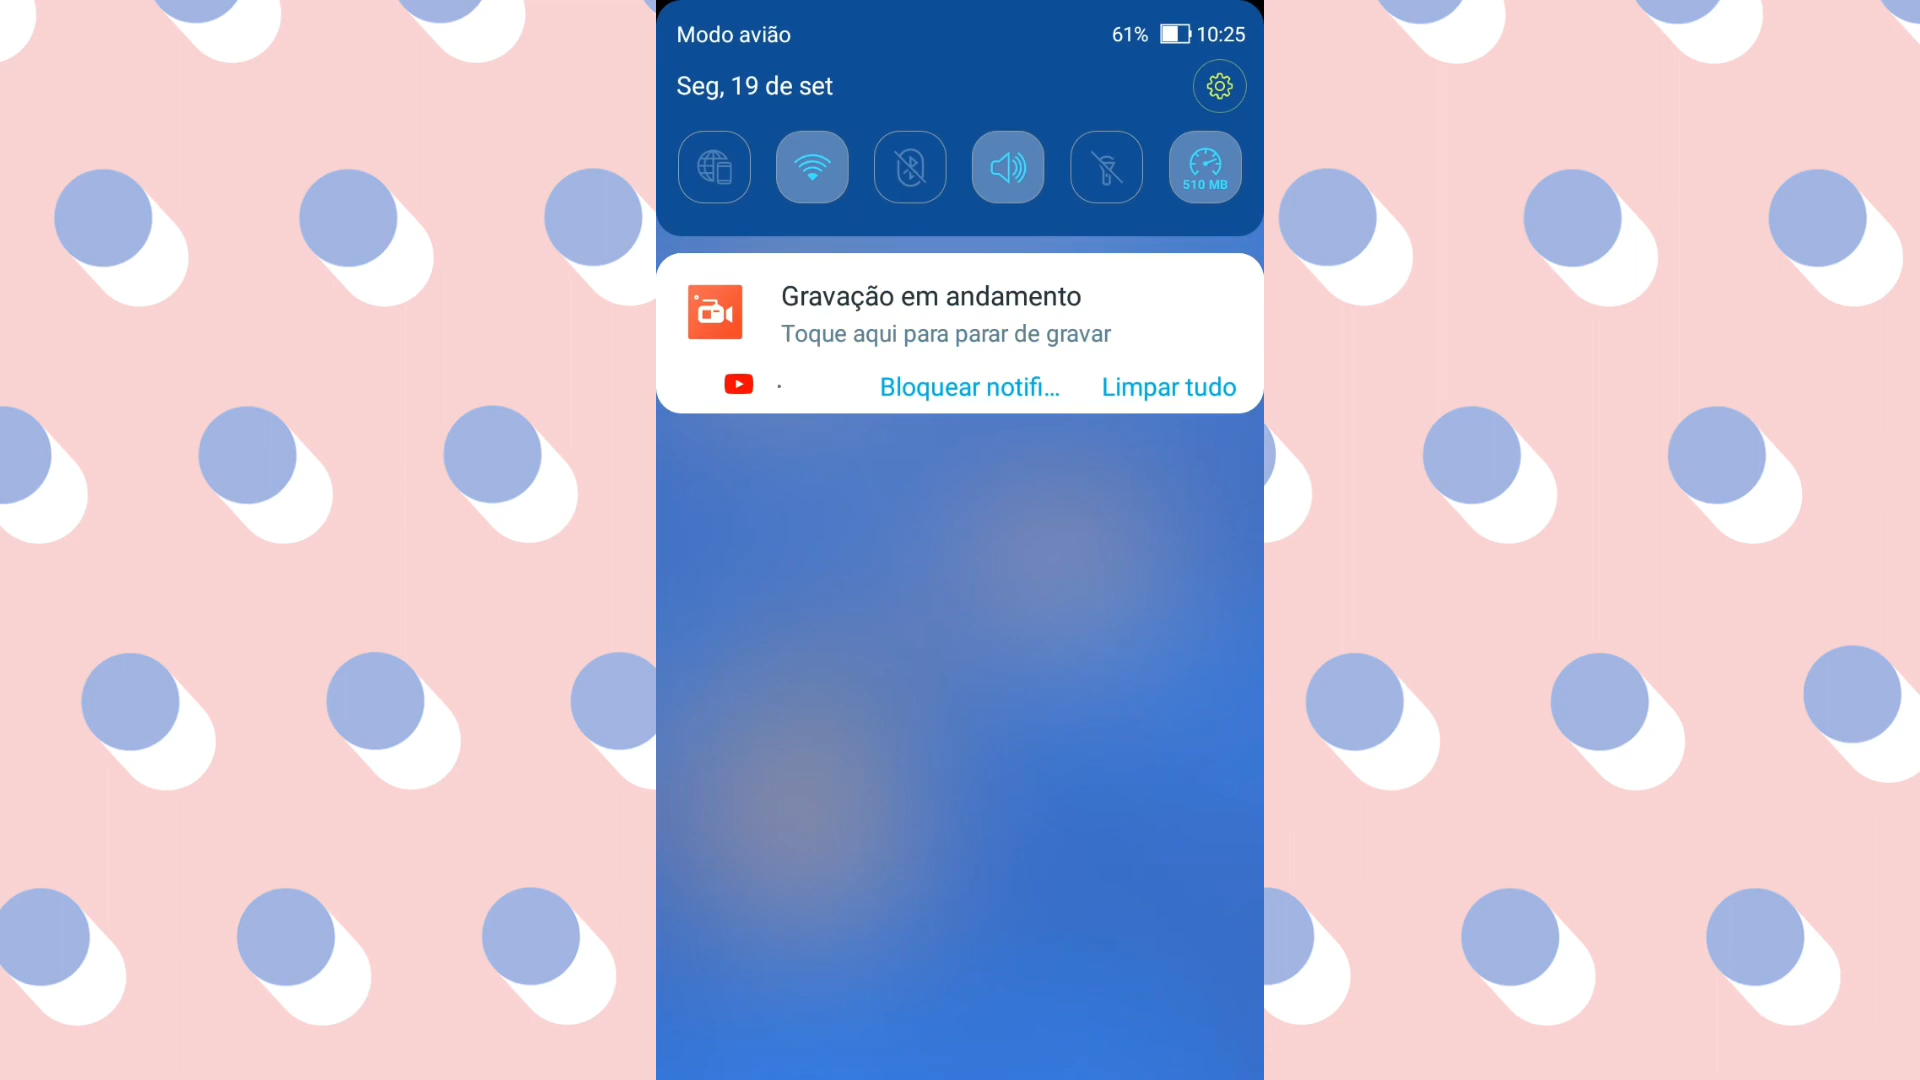 Modo avião
61% 10:25
Seg, 19 de set
510 MB
Gravação em andamento
Toque aqui para parar de gravar
Bloquear notifi...
Limpar tudo